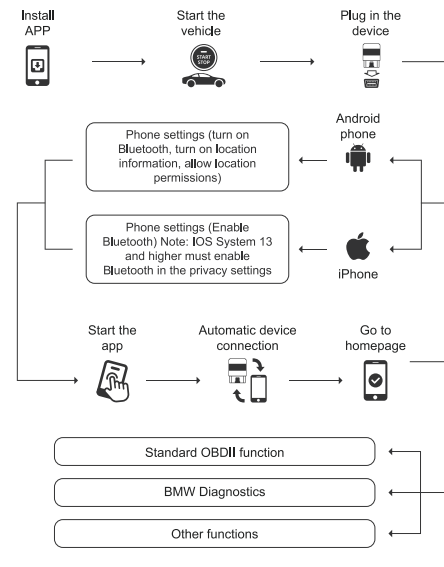 Install
APP
Start the
vehicle
START
STOP
Plug in the
device
Android
phone
Phone settings (turn on
Bluetooth, turn on location
information, allow location
permissions)
Phone settings (Enable
Bluetooth) Note: IOS System 13
and higher must enable
Bluetooth in the privacy settings
iPhone
Start the
app
Automatic device
connection
Go to
homepage
Standard OBDII function
BMW Diagnostics
Other functions